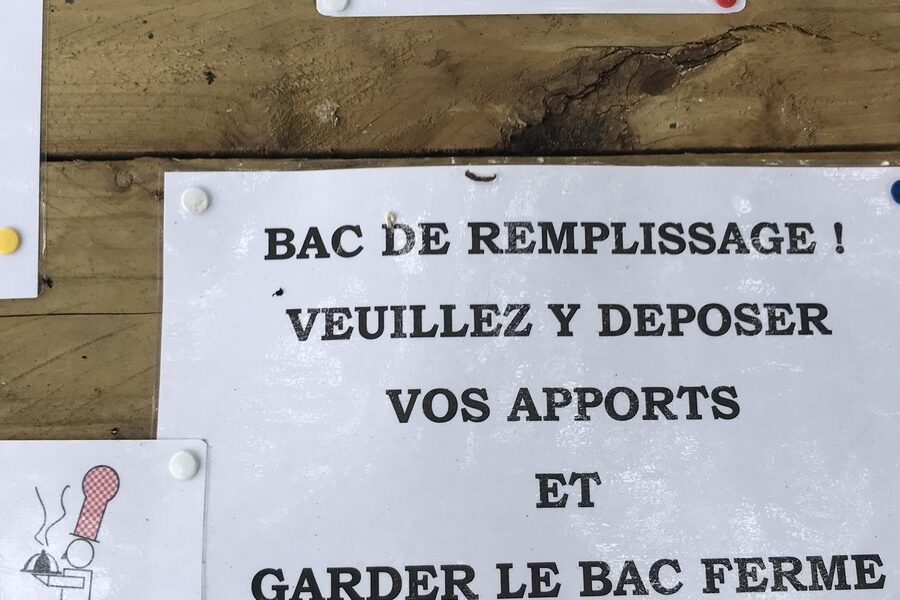 BAC DE REMPLISSAGE !
VEUILLEZ Y DEPOSER
VOS APPORTS
ET
GARDER LE BAC FERME